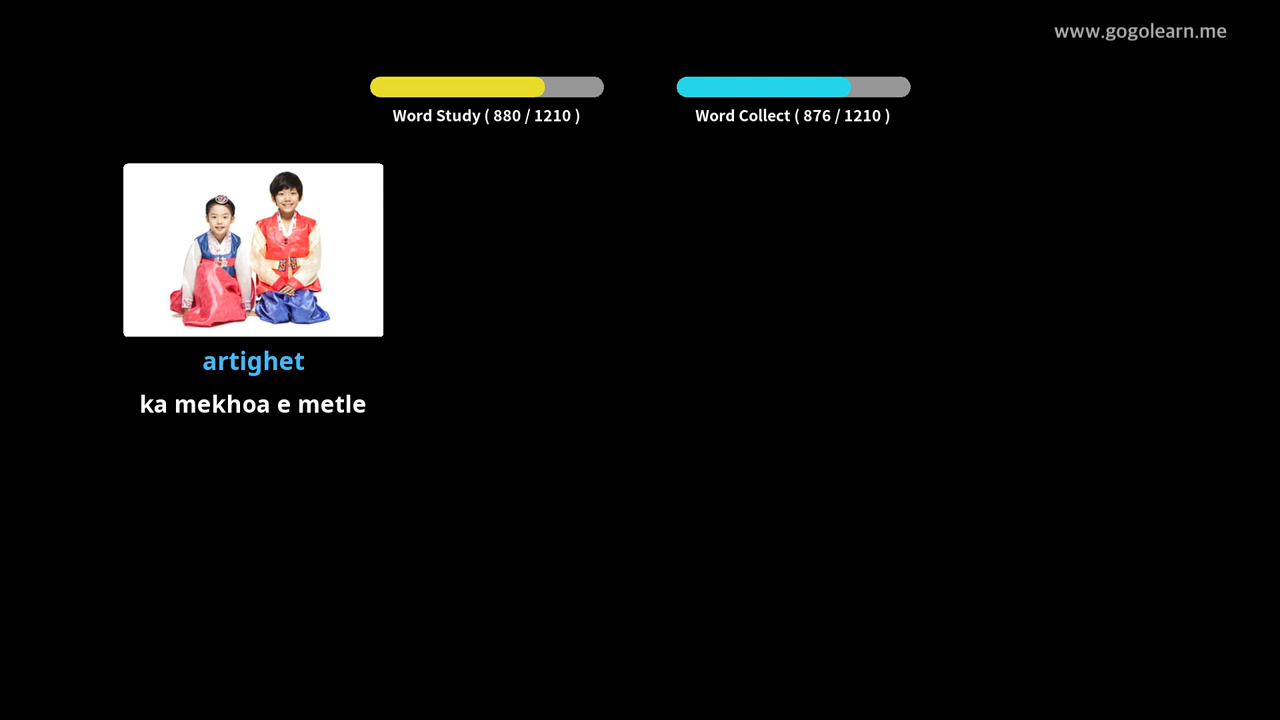 www.gogolearn.me
Word Study ( 880 / 1210 )
Word Collect ( 876 / 1210 )
artighet
ka mekhoa e metle